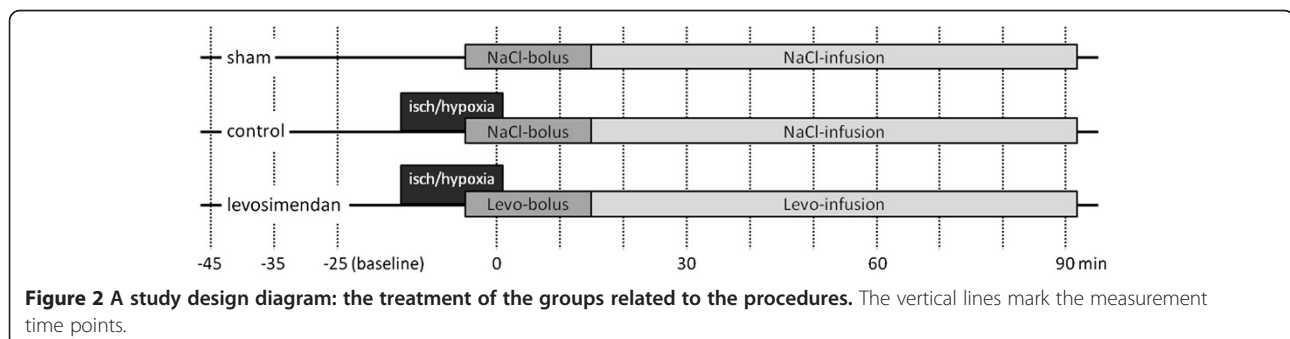 sham
NaCl-bolus
NaCl-infusion
isch/hypoxia
control
NaCl-bolus
NaCl-infusion
isch/hypoxia
levosimendan
Levo-bolus
Levo-infusion
-45 -35 -25 (baseline) 0 30 60 90 min
Figure 2 A study design diagram: the treatment of the groups related to the procedures. The vertical lines mark the measurement
time points.